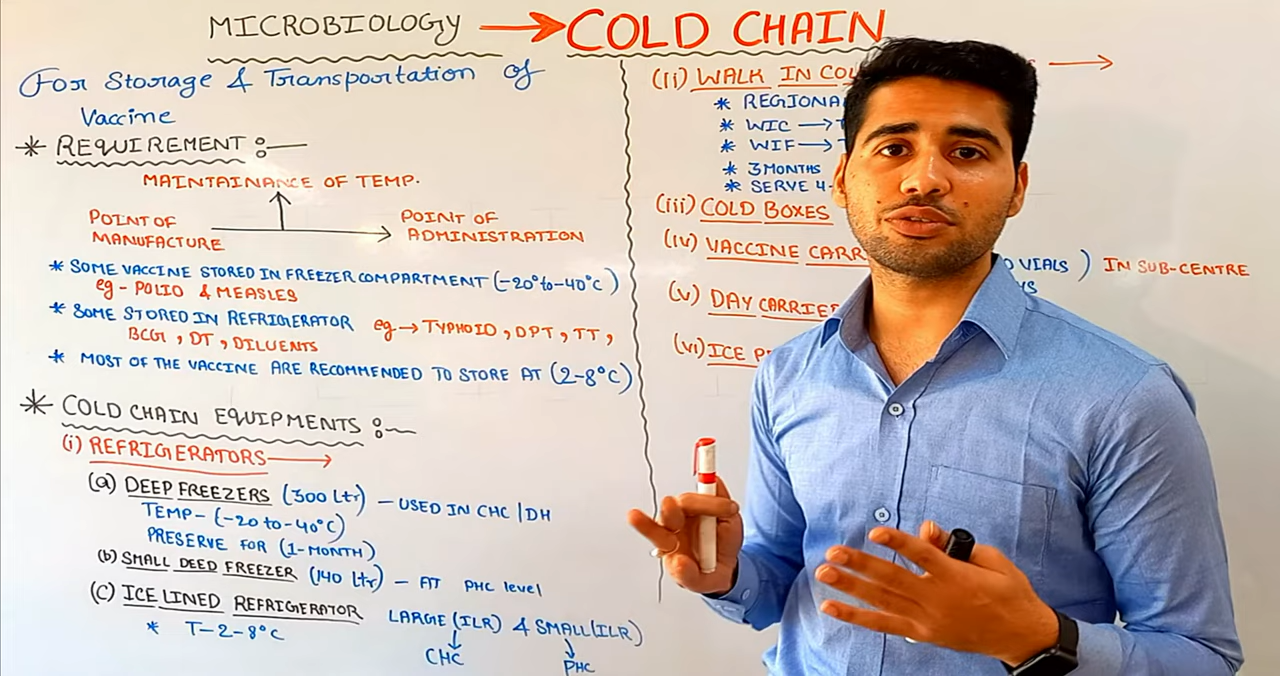 MICROBIOLOGY → COLD CHAIN
For Storage & Transportation of
Vaccine
* REQUIREMENT :—
MAINTAINANCE OF TEMP.
POINT OF
MANUFACTURE
POINT OF
ADMINISTRATION
* SOME VACCINE STORED IN FREEZER COMPARTMENT (-20° to -40°C)
eg - POLIO & MEASLES
* SOME STORED IN REFRIGERATOR eg → TYPHOID, DPT, TT,
BCG, DT, DILUENTS
* MOST OF THE VACCINE ARE RECOMMENDED TO STORE AT (2-8°C)
* COLD CHAIN EQUIPMENTS :—
(i) REFRIGERATORS →
(a) DEEP FREEZERS (300 Ltr) - USED IN CHC | DH
TEMP - (-20 to -40°C)
PRESERVE FOR (1-MONTH)
(b) SMALL DEED FREEZER (140 Ltr) - AT PHC level
(C) ICE LINED REFRIGERATOR LARGE (ILR) & SMALL (ILR)
* T-2-8°C
CHC
PHC
(ii) WALK IN
* REGIONA
* WIC →
* WIF →
* 3 MONTHS
* SERVE 4-
(iii) COLD BOXES
(iv) VACCINE CARR
VIALS ) IN SUB-CENTRE
(v) DAY CARRIE
(vi) ICE P